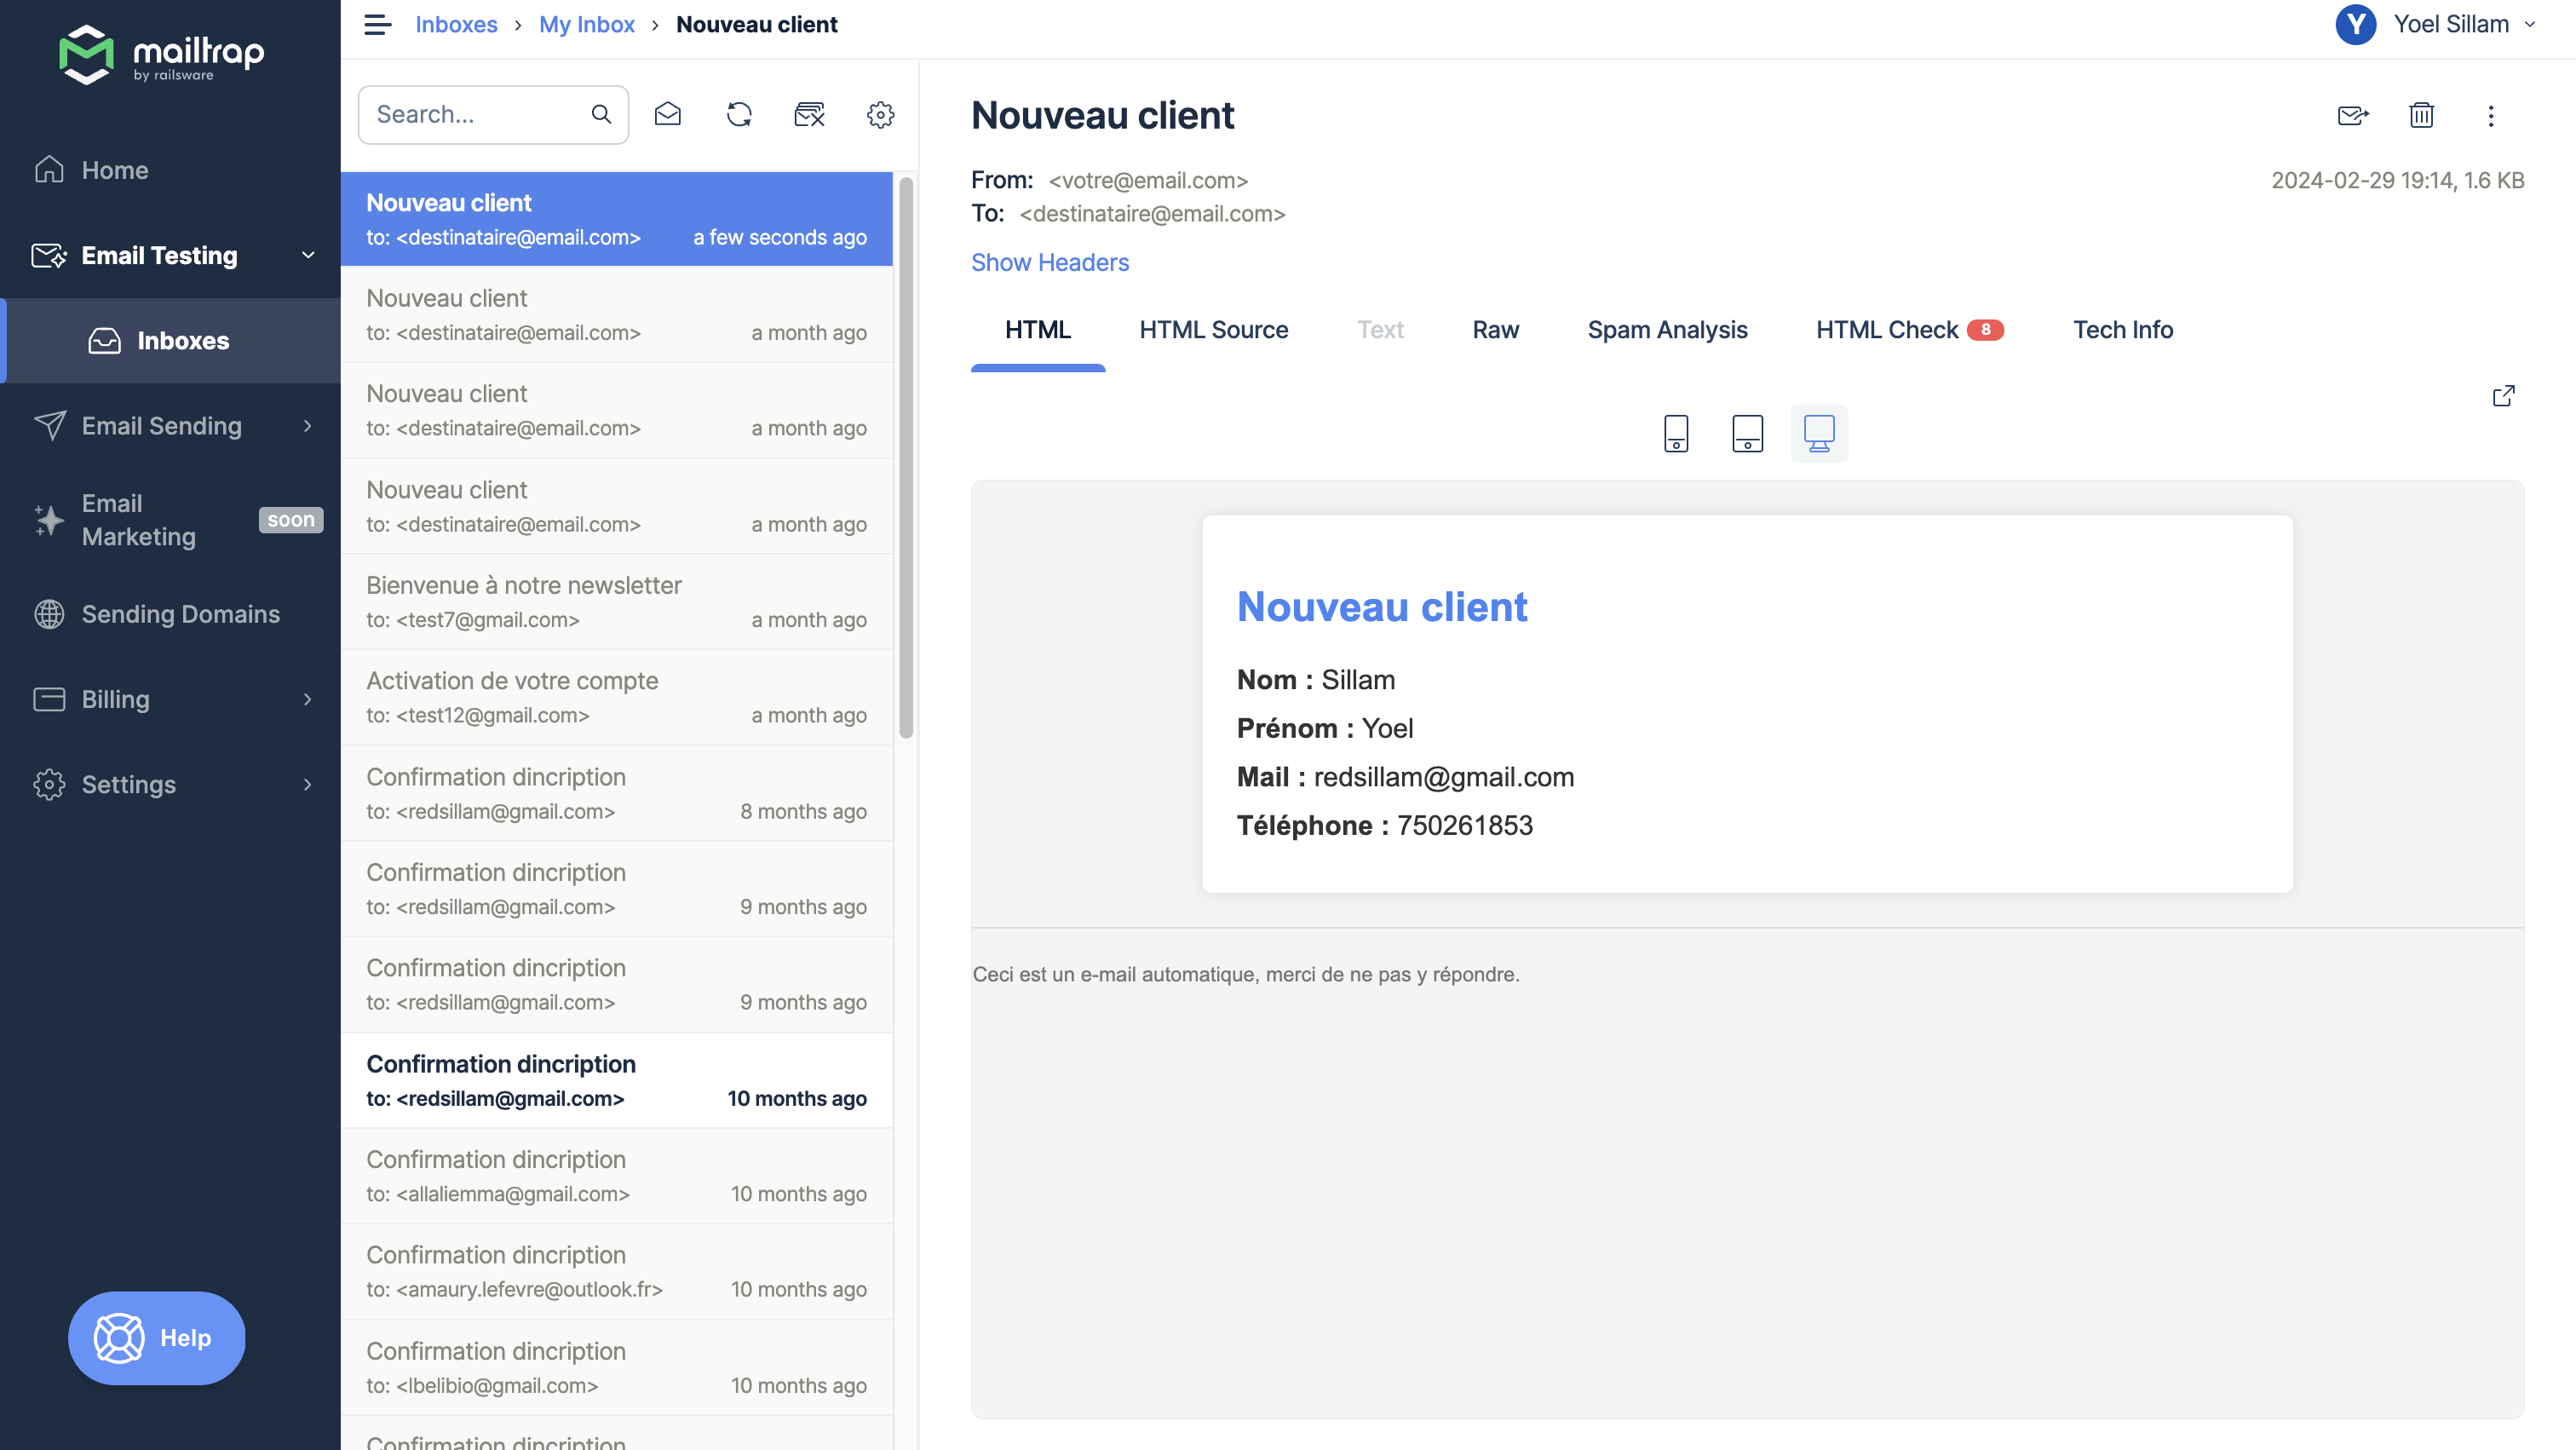 mailtrap
by railsware
Home
Email Testing
Inboxes
Email Sending
Email
Marketing
soon
Sending Domains
Billing
Settings
Help
Inboxes › My Inbox › Nouveau client
Y Yoel Sillam
Search...
Nouveau client
to: <destinataire@email.com> a few seconds ago
Nouveau client
to: <destinataire@email.com> a month ago
Nouveau client
to: <destinataire@email.com> a month ago
Nouveau client
to: <destinataire@email.com> a month ago
Bienvenue à notre newsletter
to: <test7@gmail.com> a month ago
Activation de votre compte
to: <test12@gmail.com> a month ago
Confirmation dincription
to: <redsillam@gmail.com> 8 months ago
Confirmation dincription
to: <redsillam@gmail.com> 9 months ago
Confirmation dincription
to: <redsillam@gmail.com> 9 months ago
Confirmation dincription
to: <redsillam@gmail.com> 10 months ago
Confirmation dincription
to: <allaliemma@gmail.com> 10 months ago
Confirmation dincription
to: <amaury.lefevre@outlook.fr> 10 months ago
Confirmation dincription
to: <lbelibio@gmail.com> 10 months ago
Confirmation dincription
Nouveau client
From: <votre@email.com> 2024-02-29 19:14, 1.6 KB
To: <destinataire@email.com>
Show Headers
HTML HTML Source Text Raw Spam Analysis HTML Check 8 Tech Info
Nouveau client
Nom : Sillam
Prénom : Yoel
Mail : redsillam@gmail.com
Téléphone : 750261853
Ceci est un e-mail automatique, merci de ne pas y répondre.